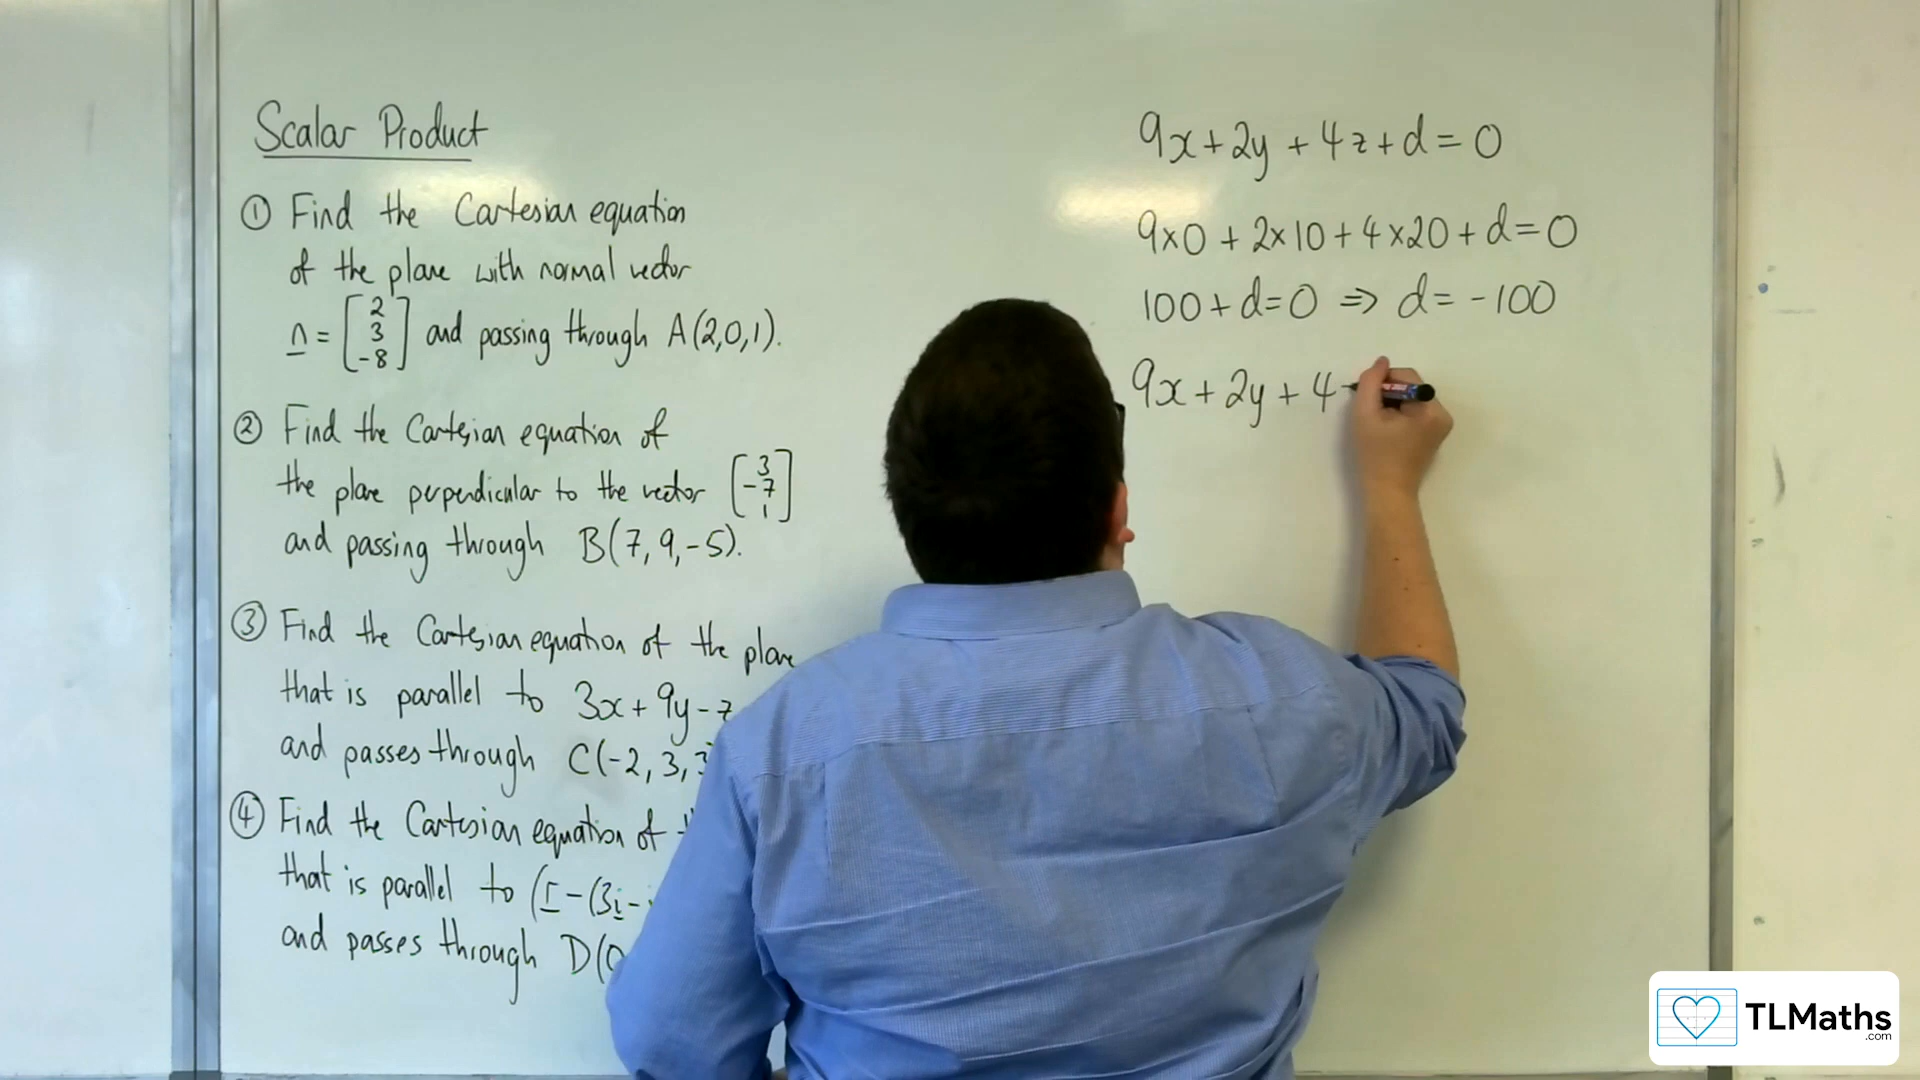 Scalar Product
① Find the Cartesian equation
of the plane with normal vector
n = [2 3 -8] and passing through A(2,0,1).
② Find the Cartesian equation of
the plane perpendicular to the vector [3 -7 1]
and passing through B(7,9,-5).
③ Find the Cartesian equation of the plane
that is parallel to 3x+9y-z
and passes through C(-2,3,3
④ Find the Cartesian equation of
that is parallel to (r-(3i-
and passes through D(0
9x+2y+4z+d=0
9×0+2×10+4×20+d=0
100+d=0 ⇒ d=-100
9x+2y+4
TLMaths
.com